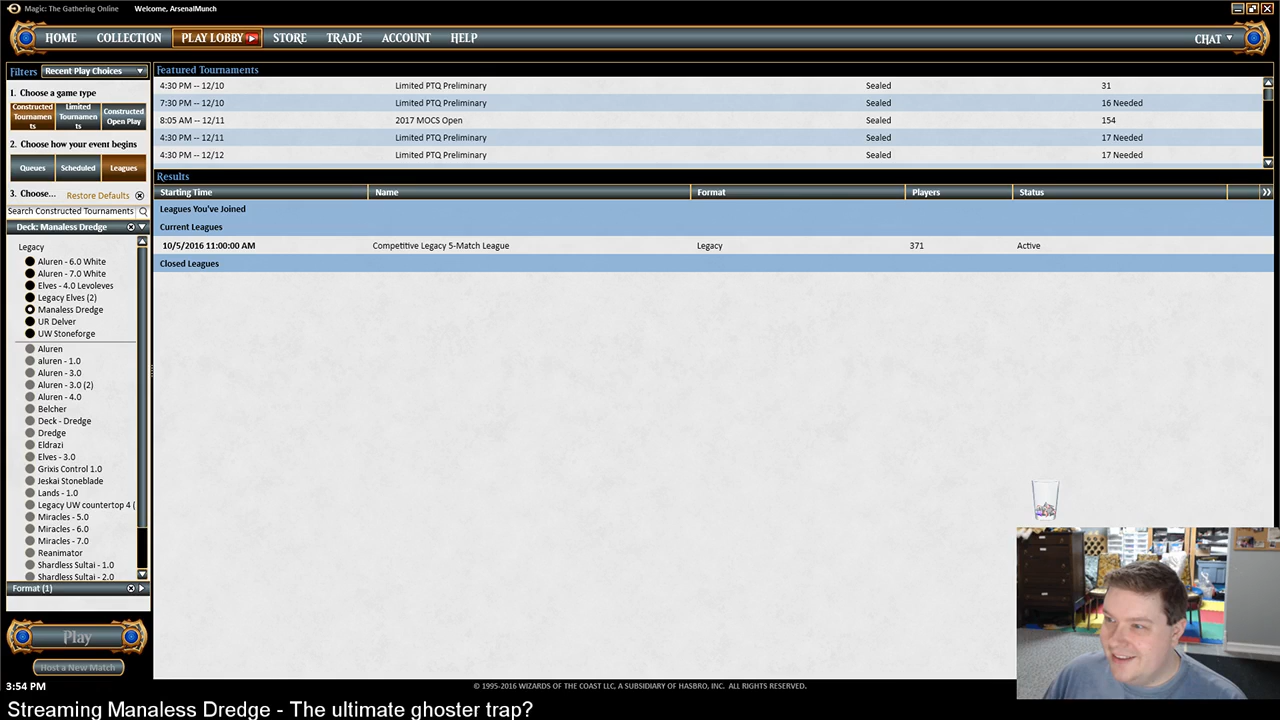 Magic: The Gathering Online Welcome, ArsenalMunch
HOME COLLECTION PLAY LOBBY STORE TRADE ACCOUNT HELP CHAT
Filters Recent Play Choices
1. Choose a game type
Constructed Tournamen ts
Limited Tournamen ts
Constructed Open Play
2. Choose how your event begins
Queues Scheduled Leagues
3. Choose... Restore Defaults
Search Constructed Tournaments
Deck: Manaless Dredge
Legacy
Aluren - 6.0 White
Aluren - 7.0 White
Elves - 4.0 Levoleves
Legacy Elves (2)
Manaless Dredge
UR Delver
UW Stoneforge
Aluren
aluren - 1.0
Aluren - 3.0
Aluren - 3.0 (2)
Aluren - 4.0
Belcher
Deck - Dredge
Dredge
Eldrazi
Elves - 3.0
Grixis Control 1.0
Jeskai Stoneblade
Lands - 1.0
Legacy UW countertop 4 (
Miracles - 5.0
Miracles - 6.0
Miracles - 7.0
Reanimator
Shardless Sultai - 1.0
Shardless Sultai - 2.0
Format (1)
Play
Host a New Match
3:54 PM
Featured Tournaments
4:30 PM -- 12/10 Limited PTQ Preliminary Sealed 31
7:30 PM -- 12/10 Limited PTQ Preliminary Sealed 16 Needed
8:05 AM -- 12/11 2017 MOCS Open Sealed 154
4:30 PM -- 12/11 Limited PTQ Preliminary Sealed 17 Needed
4:30 PM -- 12/12 Limited PTQ Preliminary Sealed 17 Needed
Results
Starting Time Name Format Players Status
Leagues You've Joined
Current Leagues
10/5/2016 11:00:00 AM Competitive Legacy 5-Match League Legacy 371 Active
Closed Leagues
© 1995-2016 WIZARDS OF THE COAST LLC, A SUBSIDIARY OF HASBRO, INC. ALL RIGHTS RESERVED.
Streaming Manaless Dredge - The ultimate ghoster trap?